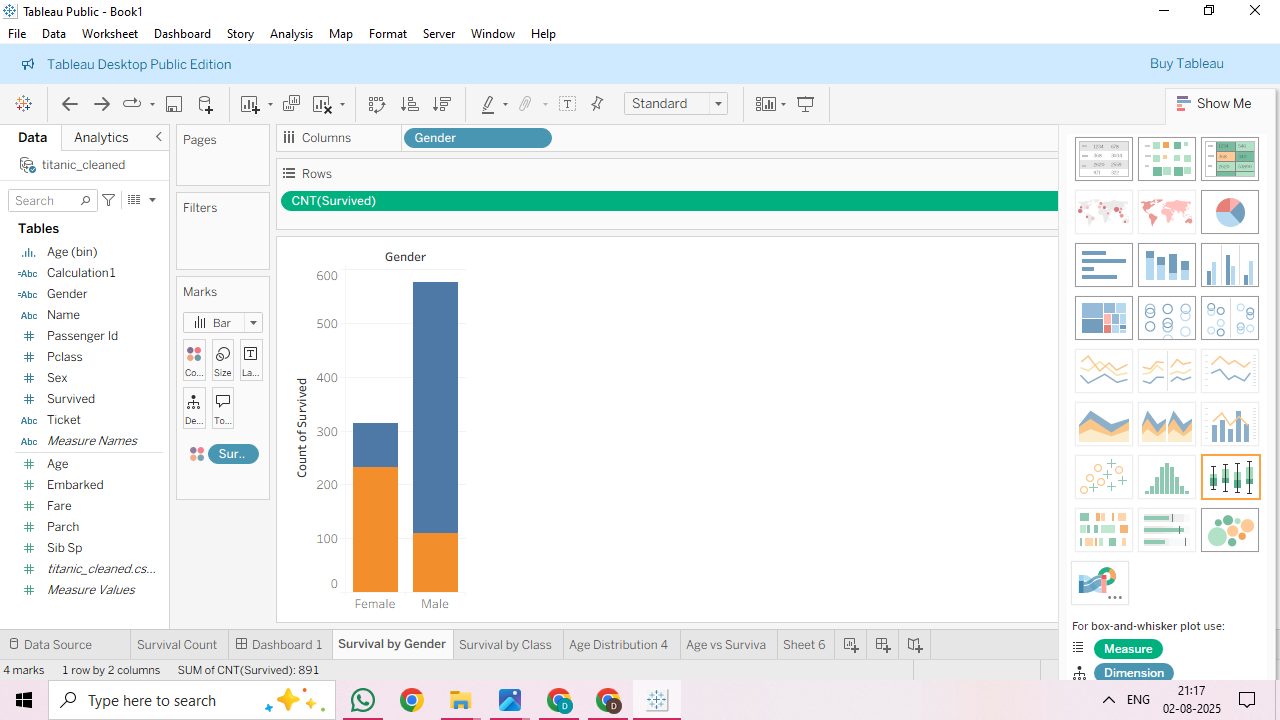 Tableau Public - Book1
File Data Worksheet Dashboard Story Analysis Map Format Server Window Help
Tableau Desktop Public Edition
Buy Tableau
Standard
Show Me
Data Analytics
titanic_cleaned
Search
Tables
Age (bin)
=Abc Calculation1
=Abc Gender
Abc Name
Passenger Id
Pclass
Sex
Survived
Abc Ticket
Abc Measure Names
Age
Embarked
Fare
Parch
Sib Sp
titanic_cleaned.cs...
Measure Values
Pages
Filters
Marks
Bar
Co... Size La...
De... To...
Sur..
Columns Gender
Rows
CNT(Survived)
Gender
600
500
400
300
200
100
0
Count of Survived
Female Male
For box-and-whisker plot use:
Measure
Dimension
Data Source Survival Count Dashboard 1 Survival by Gender Survival by Class Age Distribution 4 Age vs Surviva Sheet 6
4 marks 1 row by 2 columns SUM of CNT(Survived): 891
Type here to search
D D
ENG
21:17
02-08-2025